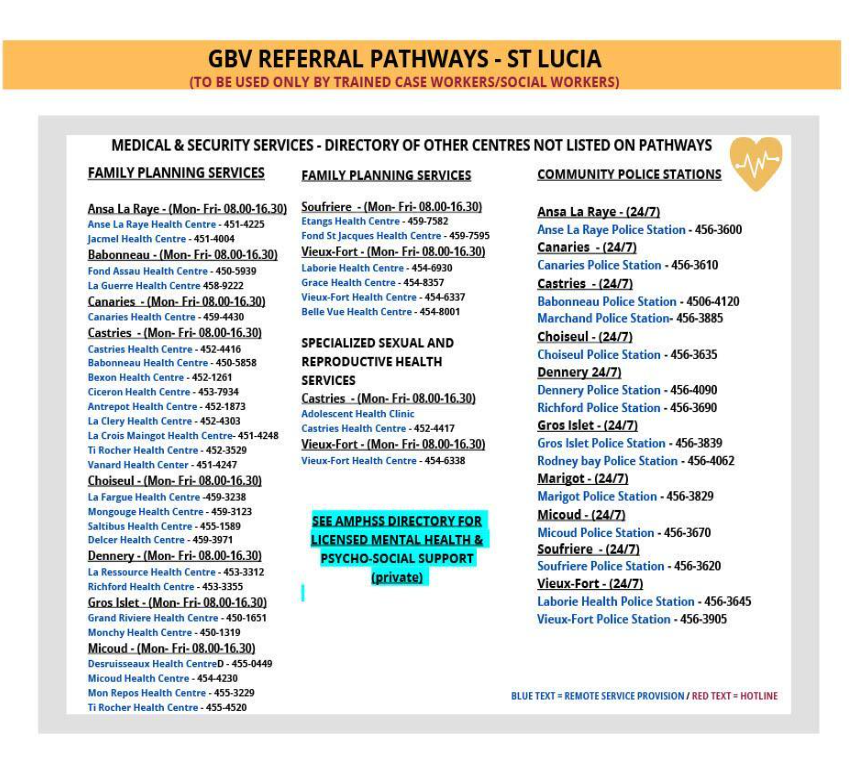 GBV REFERRAL PATHWAYS - ST LUCIA
(TO BE USED ONLY BY TRAINED CASE WORKERS/SOCIAL WORKERS)
MEDICAL & SECURITY SERVICES - DIRECTORY OF OTHER CENTRES NOT LISTED ON PATHWAYS
FAMILY PLANNING SERVICES
Ansa La Raye - (Mon- Fri- 08.00-16.30)
Anse La Raye Health Centre - 451-4225
Jacmel Health Centre - 451-4004
Babonneau - (Mon- Fri- 08.00-16.30)
Fond Assau Health Centre - 450-5939
La Guerre Health Centre 458-9222
Canaries - (Mon- Fri- 08.00-16.30)
Canaries Health Centre - 459-4430
Castries - (Mon- Fri- 08.00-16.30)
Castries Health Centre - 452-4416
Babonneau Health Centre - 450-5858
Bexon Health Centre - 452-1261
Ciceron Health Centre - 453-7934
Antrepot Health Centre - 452-1873
La Clery Health Centre - 452-4303
La Crois Maingot Health Centre- 451-4248
Ti Rocher Health Centre - 452-3529
Vanard Health Center - 451-4247
Choiseul - (Mon- Fri- 08.00-16.30)
La Fargue Health Centre -459-3238
Mongouge Health Centre - 459-3123
Saltibus Health Centre - 455-1589
Delcer Health Centre - 459-3971
Dennery - (Mon- Fri- 08.00-16.30)
La Ressource Health Centre - 453-3312
Richford Health Centre - 453-3355
Gros Islet - (Mon- Fri- 08.00-16.30)
Grand Riviere Health Centre - 450-1651
Monchy Health Centre - 450-1319
Micoud - (Mon- Fri- 08.00-16.30)
Desruisseaux Health CentreD - 455-0449
Micoud Health Centre - 454-4230
Mon Repos Health Centre - 455-3229
Ti Rocher Health Centre - 455-4520
FAMILY PLANNING SERVICES
Soufriere - (Mon- Fri- 08.00-16.30)
Etangs Health Centre - 459-7582
Fond St Jacques Health Centre - 459-7595
Vieux-Fort - (Mon- Fri- 08.00-16.30)
Laborie Health Centre - 454-6930
Grace Health Centre - 454-8357
Vieux-Fort Health Centre - 454-6337
Belle Vue Health Centre - 454-8001
SPECIALIZED SEXUAL AND
REPRODUCTIVE HEALTH
SERVICES
Castries - (Mon- Fri- 08.00-16.30)
Adolescent Health Clinic
Castries Health Centre - 452-4417
Vieux-Fort - (Mon- Fri- 08.00-16.30)
Vieux-Fort Health Centre - 454-6338
SEE AMPHSS DIRECTORY FOR
LICENSED MENTAL HEALTH &
PSYCHO-SOCIAL SUPPORT
(private)
COMMUNITY POLICE STATIONS
Ansa La Raye - (24/7)
Anse La Raye Police Station - 456-3600
Canaries - (24/7)
Canaries Police Station - 456-3610
Castries - (24/7)
Babonneau Police Station - 4506-4120
Marchand Police Station- 456-3885
Choiseul - (24/7)
Choiseul Police Station - 456-3635
Dennery 24/7)
Dennery Police Station - 456-4090
Richford Police Station - 456-3690
Gros Islet - (24/7)
Gros Islet Police Station - 456-3839
Rodney bay Police Station - 456-4062
Marigot - (24/7)
Marigot Police Station - 456-3829
Micoud - (24/7)
Micoud Police Station - 456-3670
Soufriere - (24/7)
Soufriere Police Station - 456-3620
Vieux-Fort - (24/7)
Laborie Health Police Station - 456-3645
Vieux-Fort Police Station - 456-3905
BLUE TEXT = REMOTE SERVICE PROVISION / RED TEXT = HOTLINE